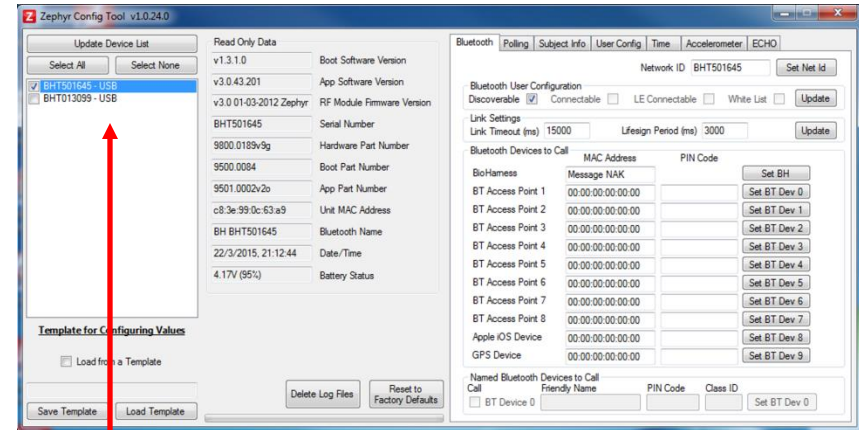 Zephyr Config Tool v1.0.24.0
Update Device List
Select All Select None
BHT501645 - USB
BHT013099 - USB
Template for Configuring Values
Load from a Template
Save Template Load Template
Read Only Data
v1.3.1.0 Boot Software Version
v3.0.43.201 App Software Version
v3.0 01-03-2012 Zephyr RF Module Firmware Version
BHT501645 Serial Number
9800.0189v9g Hardware Part Number
9500.0084 Boot Part Number
9501.0002v2o App Part Number
c8:3e:99:0c:63:a9 Unit MAC Address
BH BHT501645 Bluetooth Name
22/3/2015, 21:12:44 Date/Time
4.17V (95%) Battery Status
Delete Log Files Reset to Factory Defaults
Bluetooth Polling Subject Info User Config Time Accelerometer ECHO
Network ID BHT501645 Set Net Id
Bluetooth User Configuration
Discoverable Connectable LE Connectable White List Update
Link Settings
Link Timeout (ms) 15000 Lifesign Period (ms) 3000 Update
Bluetooth Devices to Call
MAC Address PIN Code
BioHarness Message NAK Set BH
BT Access Point 1 00:00:00:00:00:00 Set BT Dev 0
BT Access Point 2 00:00:00:00:00:00 Set BT Dev 1
BT Access Point 3 00:00:00:00:00:00 Set BT Dev 2
BT Access Point 4 00:00:00:00:00:00 Set BT Dev 3
BT Access Point 5 00:00:00:00:00:00 Set BT Dev 4
BT Access Point 6 00:00:00:00:00:00 Set BT Dev 5
BT Access Point 7 00:00:00:00:00:00 Set BT Dev 6
BT Access Point 8 00:00:00:00:00:00 Set BT Dev 7
Apple iOS Device 00:00:00:00:00:00 Set BT Dev 8
GPS Device 00:00:00:00:00:00 Set BT Dev 9
Named Bluetooth Devices to Call
Call Friendly Name PIN Code Class ID
BT Device 0 Set BT Dev 0